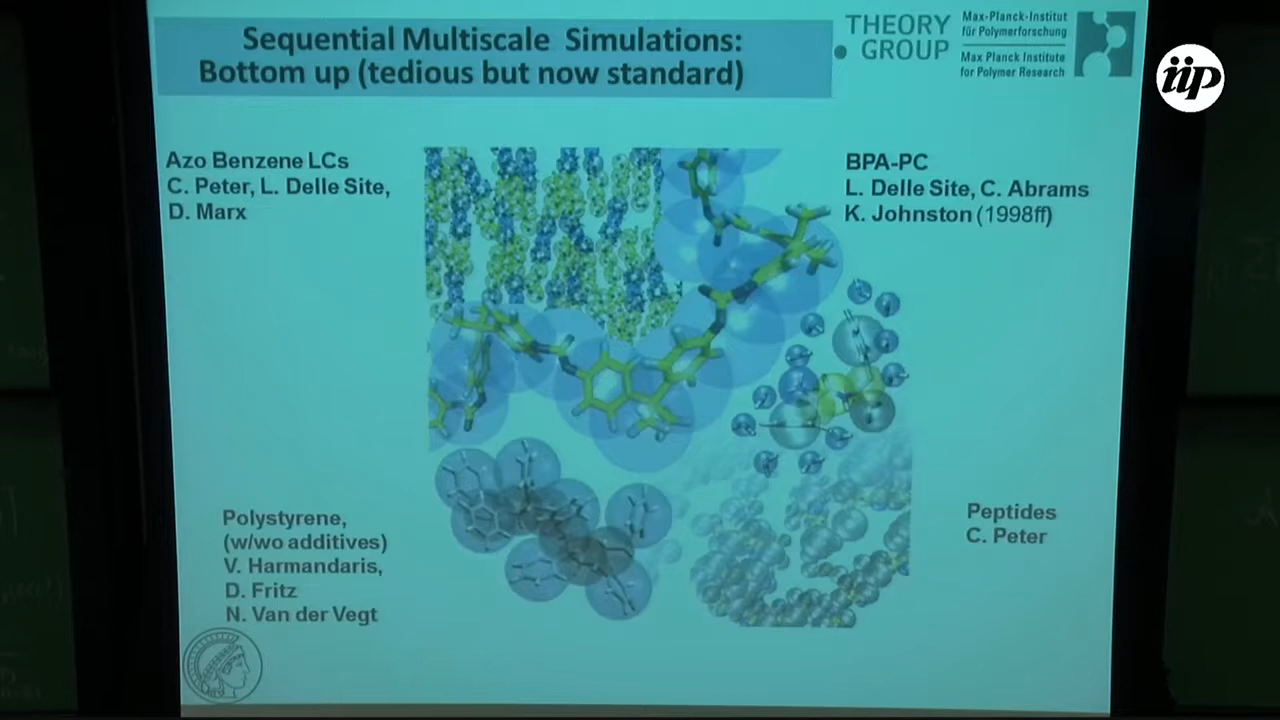 Sequential Multiscale Simulations:
Bottom up (tedious but now standard)
THEORY
GROUP
Max-Planck-Institut
für Polymerforschung
Max Planck Institute
for Polymer Research
iip
Azo Benzene LCs
C. Peter, L. Delle Site,
D. Marx
BPA-PC
L. Delle Site, C. Abrams
K. Johnston (1998ff)
Polystyrene,
(w/wo additives)
V. Harmandaris,
D. Fritz
N. Van der Vegt
Peptides
C. Peter